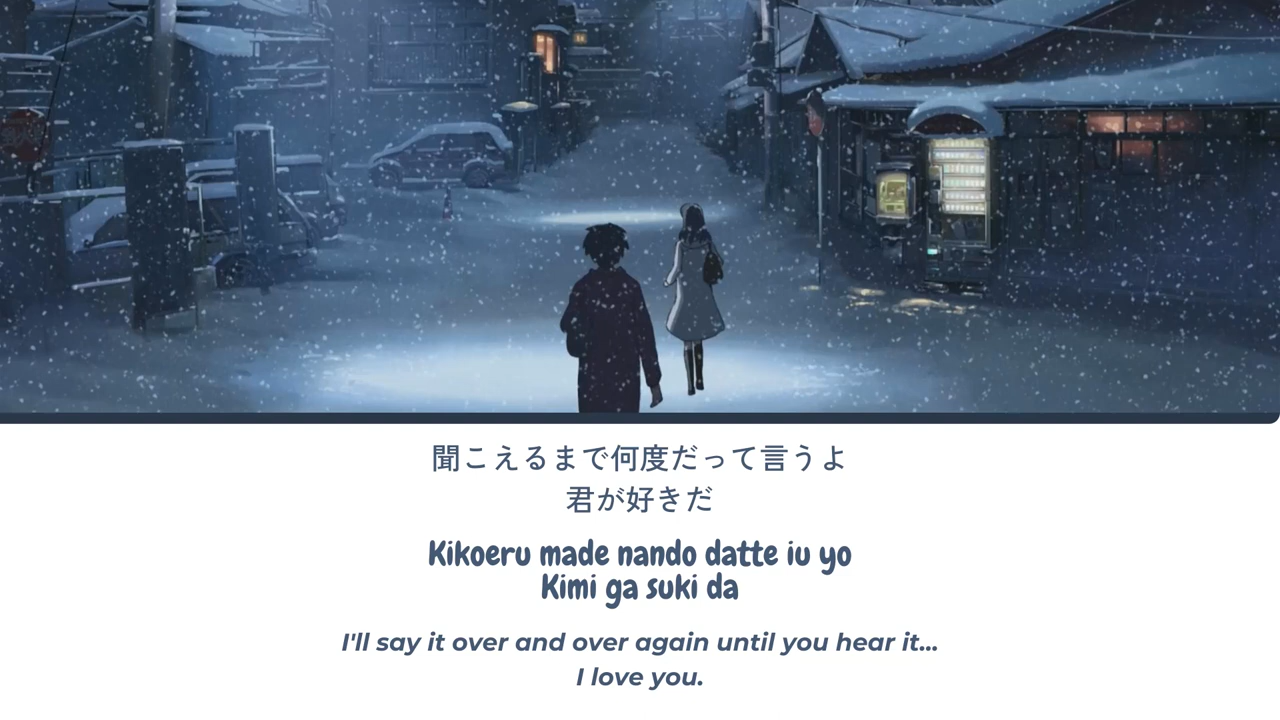 聞こえるまで何度だって言うよ
君が好きだ
Kikoeru made nando datte iu yo
Kimi ga suki da
I'll say it over and over again until you hear it...
I love you.